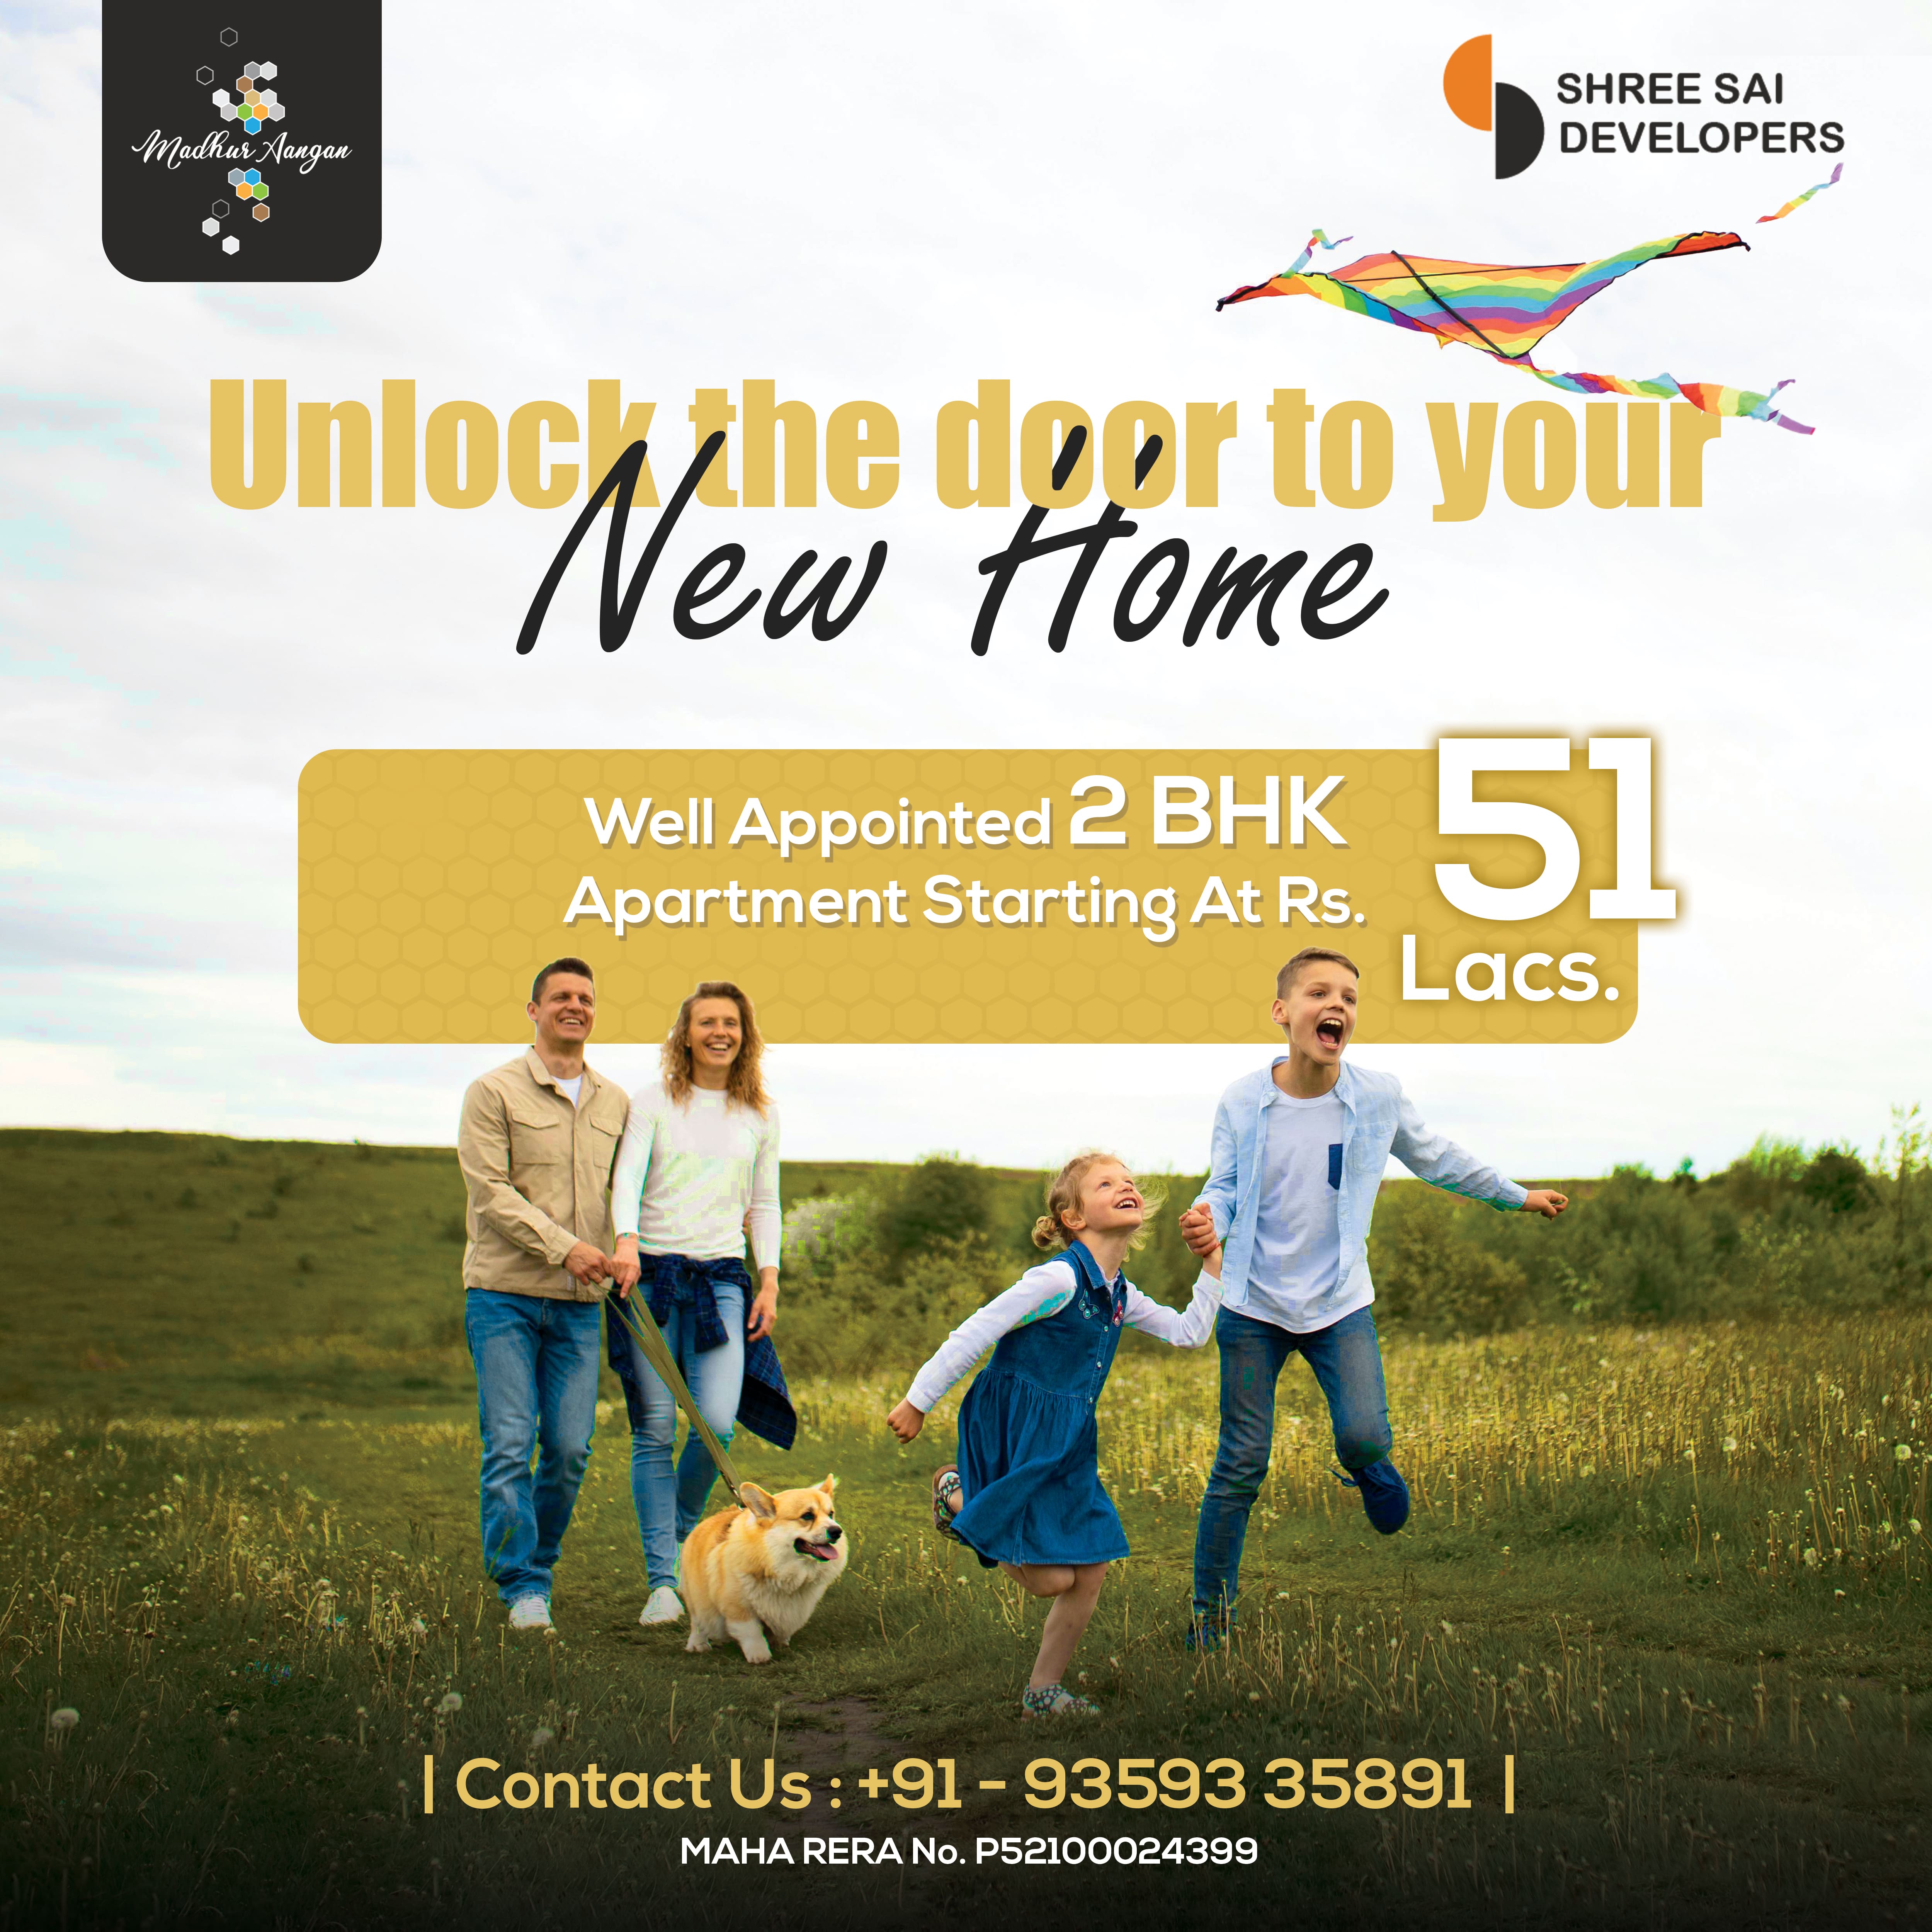 Madhur Aangan
SHREE SAI
DEVELOPERS
Unlock the door to your
New Home
Well Appointed 2 BHK
Apartment Starting At Rs.
51
Lacs.
| Contact Us : +91 - 93593 35891 |
MAHA RERA No. P52100024399